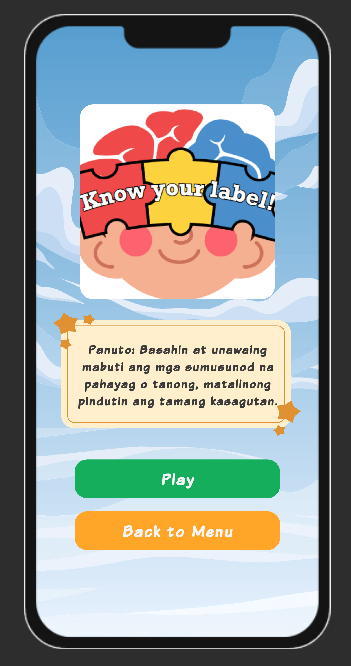 Know your label!
Panuto: Basahin at unawaing
mabuti ang mga sumusunod na
pahayag o tanong, matalinong
pindutin ang tamang kasagutan.
Play
Back to Menu